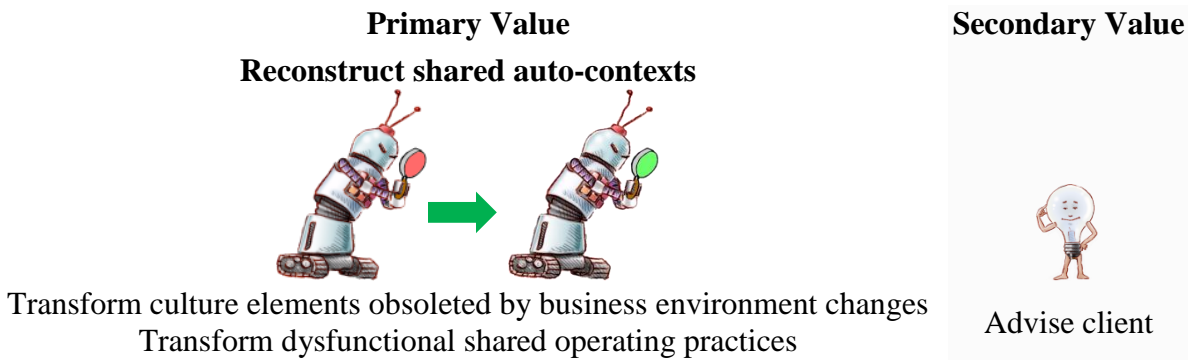 Primary Value
Secondary Value
Reconstruct shared auto-contexts
Transform culture elements obsoleted by business environment changes
Transform dysfunctional shared operating practices
Advise client